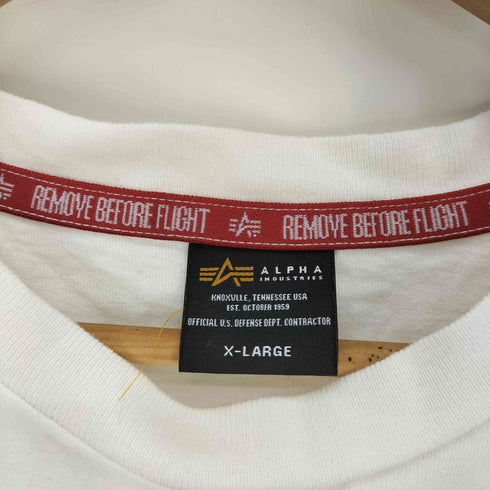 REMOVE BEFORE FLIGHT REMOVE BEFORE FLIGHT
ALPHA
INDUSTRIES
KNOXVILLE, TENNESSEE USA
EST. OCTOBER 1959
OFFICIAL U.S. DEFENSE DEPT. CONTRACTOR
X-LARGE